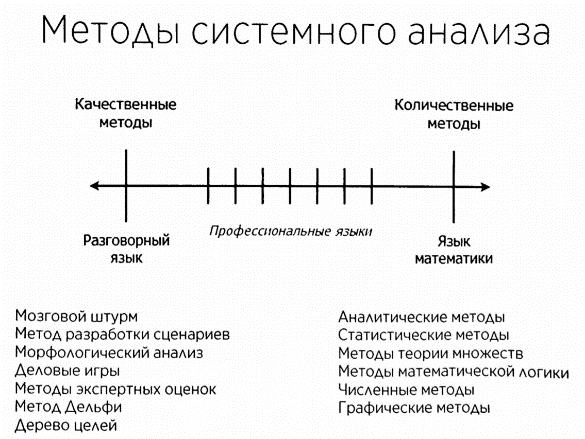 Методы системного анализа
Качественные
методы
Количественные
методы
Разговорный
язык
Профессиональные языки
Язык
математики
Мозговой штурм
Метод разработки сценариев
Морфологический анализ
Деловые игры
Методы экспертных оценок
Метод Дельфи
Дерево целей
Аналитические методы
Статистические методы
Методы теории множеств
Методы математической логики
Численные методы
Графические методы